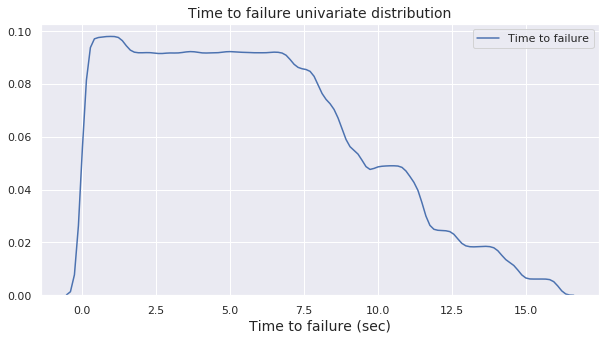 Time to failure univariate distribution
Time to failure
0.10
0.08
0.06
0.04
0.02
0.00
0.0 2.5 5.0 7.5 10.0 12.5 15.0
Time to failure (sec)